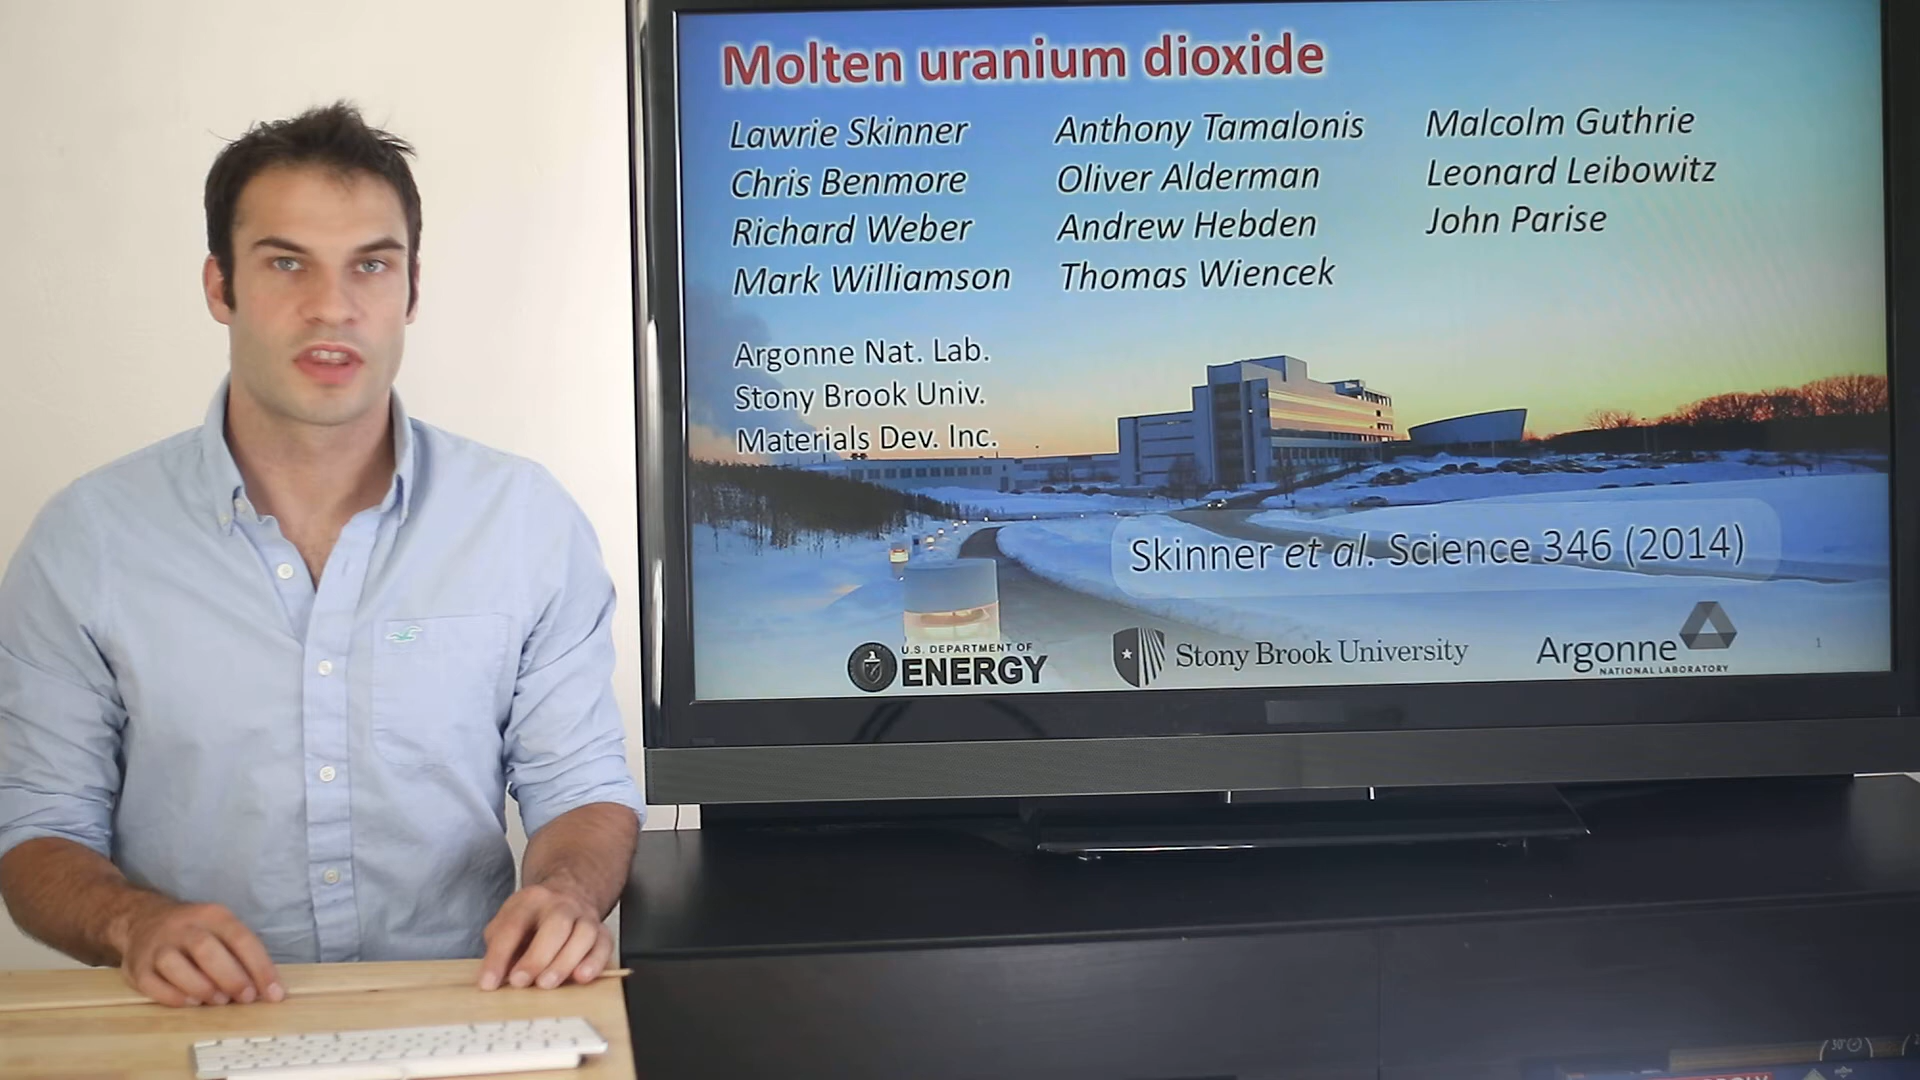 Molten uranium dioxide
Lawrie Skinner
Chris Benmore
Richard Weber
Mark Williamson
Anthony Tamalonis
Oliver Alderman
Andrew Hebden
Thomas Wiencek
Malcolm Guthrie
Leonard Leibowitz
John Parise
Argonne Nat. Lab.
Stony Brook Univ.
Materials Dev. Inc.
Skinner et al. Science 346 (2014)
U.S. DEPARTMENT OF
ENERGY
Stony Brook University
Argonne
NATIONAL LABORATORY
1